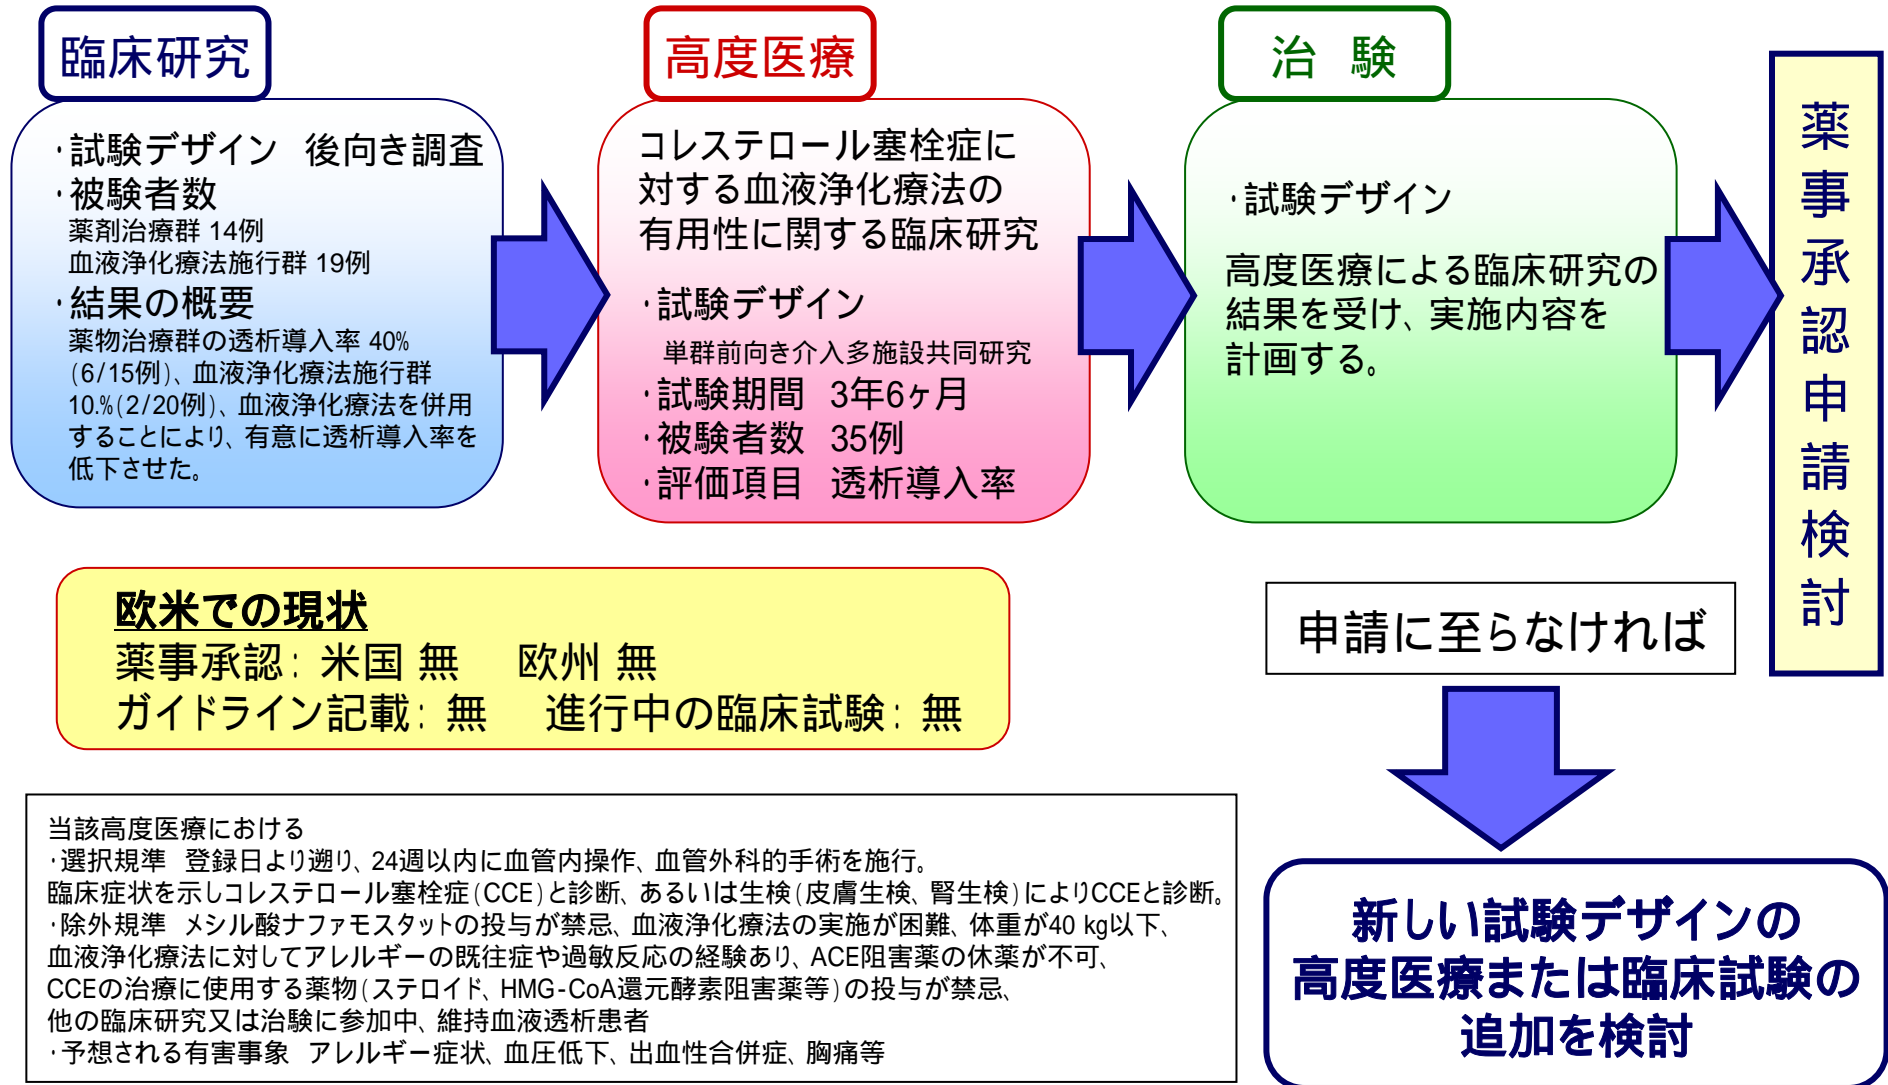 臨床研究
・試験デザイン　後向き調査
・被験者数
薬剤治療群 14例
血液浄化療法施行群 19例
・結果の概要
薬物治療群の透析導入率 40%
(6/15例)、血液浄化療法施行群
10.%(2/20例)、血液浄化療法を併用
することにより、有意に透析導入率を
低下させた。
高度医療
コレステロール塞栓症に
対する血液浄化療法の
有用性に関する臨床研究
・試験デザイン
単群前向き介入多施設共同研究
・試験期間　3年6ヶ月
・被験者数　35例
・評価項目　透析導入率
治　験
・試験デザイン
高度医療による臨床研究の
結果を受け、実施内容を
計画する。
薬事承認申請検討
欧米での現状
薬事承認：米国 無　欧州 無
ガイドライン記載：無　進行中の臨床試験：無
申請に至らなければ
当該高度医療における
・選択規準　登録日より遡り、24週以内に血管内操作、血管外科的手術を施行。
臨床症状を示しコレステロール塞栓症(CCE)と診断、あるいは生検(皮膚生検、腎生検)によりCCEと診断。
・除外規準　メシル酸ナファモスタットの投与が禁忌、血液浄化療法の実施が困難、体重が40 kg以下、
血液浄化療法に対してアレルギーの既往症や過敏反応の経験あり、ACE阻害薬の休薬が不可、
CCEの治療に使用する薬物(ステロイド、HMG-CoA還元酵素阻害薬等)の投与が禁忌、
他の臨床研究又は治験に参加中、維持血液透析患者
・予想される有害事象　アレルギー症状、血圧低下、出血性合併症、胸痛等
新しい試験デザインの
高度医療または臨床試験の
追加を検討